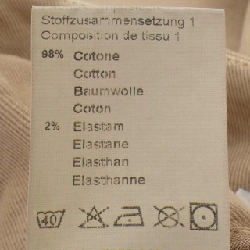 Stoffzusammensetzung 1
Composition de tissu 1
98% Cotone
Cotton
Baumwolle
Coton
2% Elastam
Elastane
Elasthan
Elasthanne
40